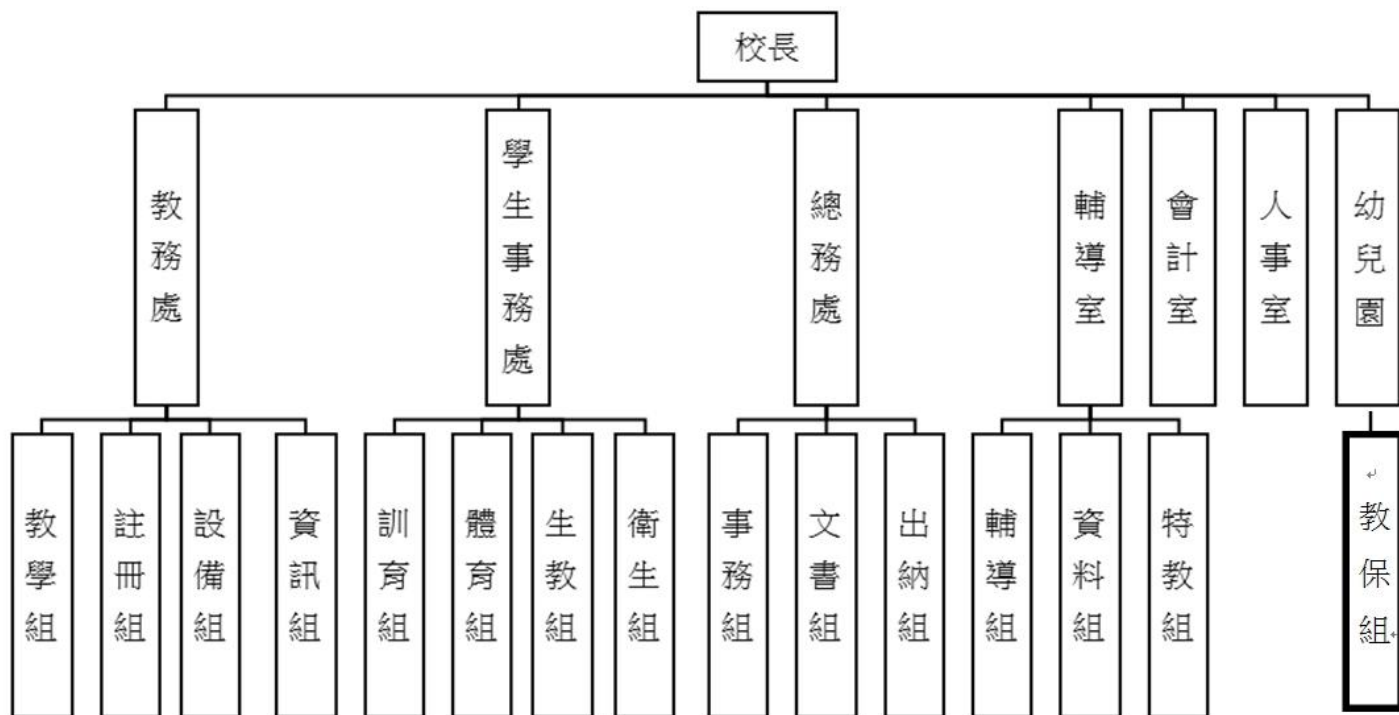 校長
教務處
學生事務處
總務處
輔導室
會計室
人事室
幼兒園
教學組
註冊組
設備組
資訊組
訓育組
體育組
生教組
衛生組
事務組
文書組
出納組
輔導組
資料組
特教組
教保組